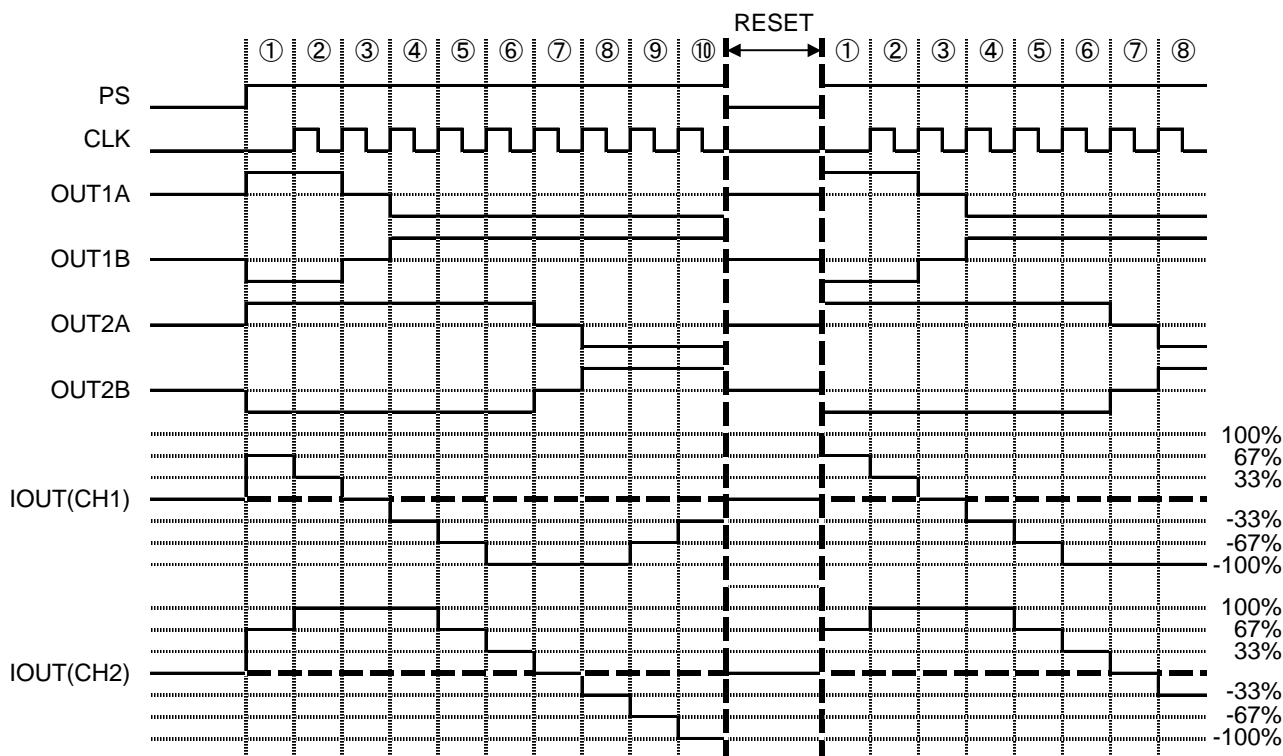 RESET
① ② ③ ④ ⑤ ⑥ ⑦ ⑧ ⑨ ⑩ ① ② ③ ④ ⑤ ⑥ ⑦ ⑧
PS
CLK
OUT1A
OUT1B
OUT2A
OUT2B
100%
67%
33%
IOUT(CH1)
-33%
-67%
-100%
100%
67%
33%
IOUT(CH2)
-33%
-67%
-100%